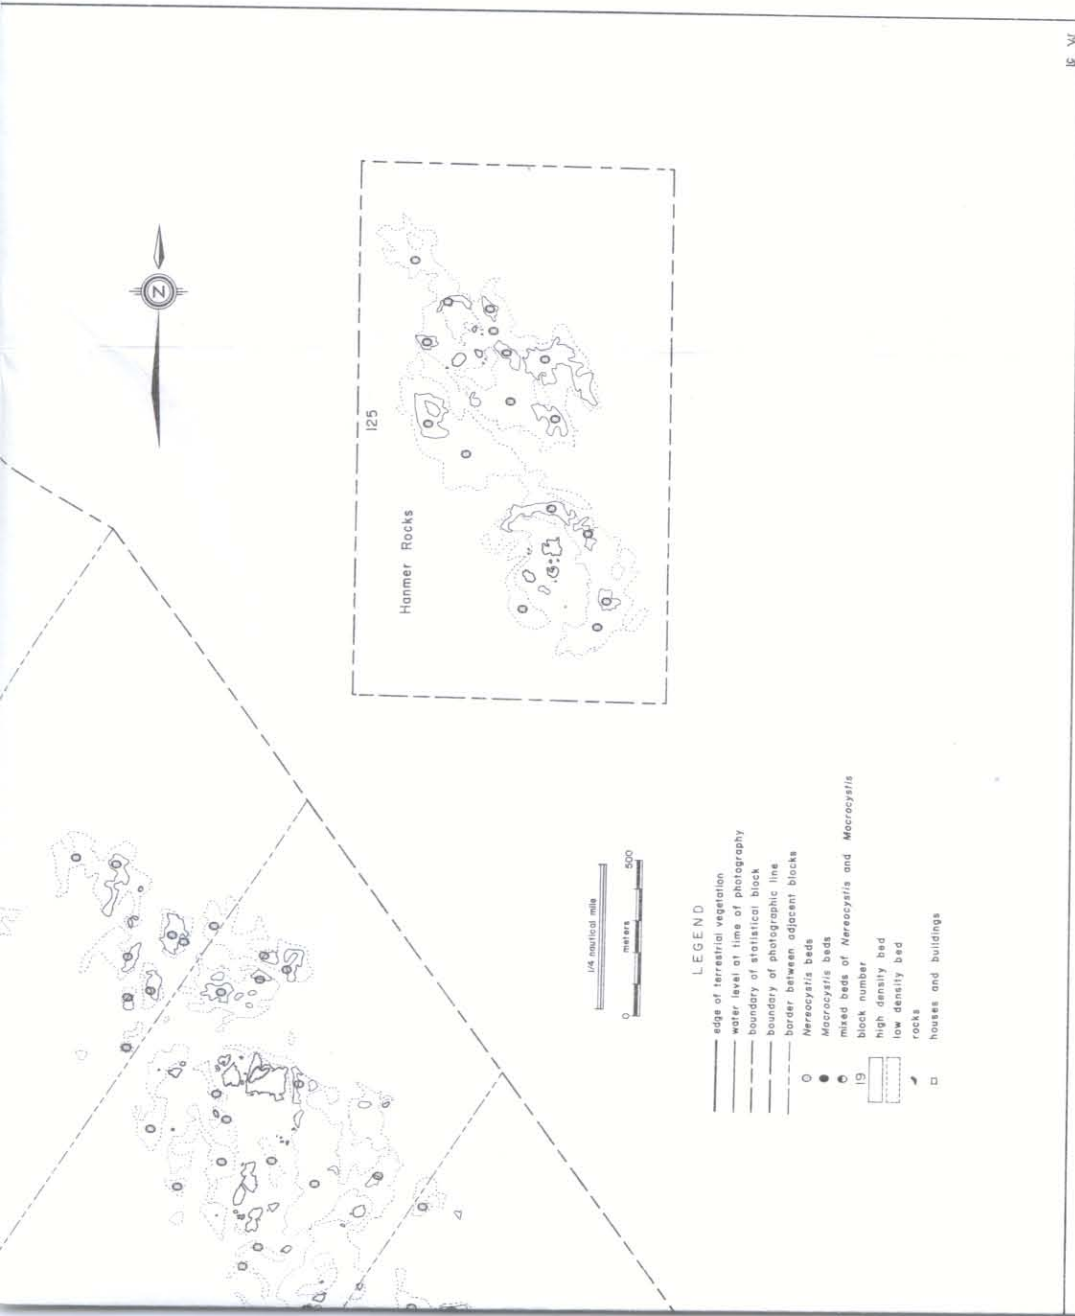 N
125
Hanmer Rocks
1/4 nautical mile
meters
0 500
LEGEND
edge of terrestrial vegetation
water level at time of photography
boundary of statistical block
boundary of photographic line
border between adjacent blocks
Nereocystis beds
Macrocystis beds
mixed beds of Nereocystis and Macrocystis
19 block number
high density bed
low density bed
rocks
houses and buildings